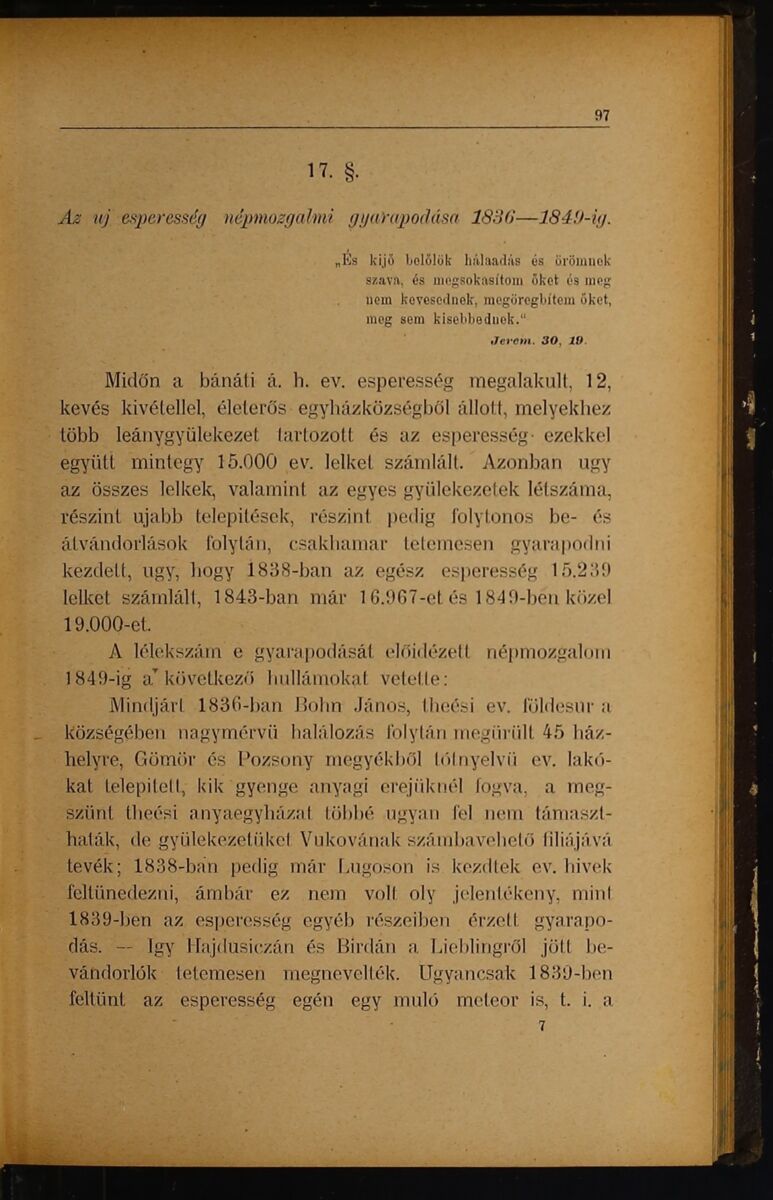 97
17. §.
Az uj esperesség népmozgalmi gyarapodása 1836—1849-ig.
„És kijő belőlök hálaadás és örömnek
szava, és megsokasítom őket és meg
nem kevesednek, megöregbítem őket,
meg sem kisebbednek.“
Jerem. 30, 19.
Midőn a bánáti á. h. ev. esperesség megalakult, 12,
kevés kivétellel, életerős egyházközségből állott, melyekhez
több leánygyülekezet tartozott és az esperesség ezekkel
együtt mintegy 15.000 ev. lelket számlált. Azonban ugy
az összes lelkek, valamint az egyes gyülekezetek létszáma,
részint ujabb telepitések, részint pedig folytonos be- és
átvándorlások folytán, csakhamar tetemesen gyarapodni
kezdett, ugy, hogy 1838-ban az egész esperesség 15.239
lelket számlált, 1843-ban már 16.967-et és 1849-ben közel
19.000-et.
A lélekszám e gyarapodását előidézett népmozgalom
1849-ig a következő hullámokat vetette:
Mindjárt 1836-ban Bohn János, theési ev. földesur a
községében nagymérvü halálozás folytán megürült 45 ház-
helyre, Gömör és Pozsony megyékből tótnyelvü ev. lakó-
kat telepitett, kik gyenge anyagi erejüknél fogva, a meg-
szünt theési anyaegyházat többé ugyan fel nem támaszt-
haták, de gyülekezetüket Vukovának számbavehető filiájává
tevék; 1838-ban pedig már Lugoson is kezdtek ev. hivek
feltünedezni, ámbár ez nem volt oly jelentékeny, mint
1839-ben az esperesség egyéb részeiben érzett gyarapo-
dás. — Igy Hajdusiczán és Birdán a Lieblingről jött be-
vándorlók tetemesen megnevelték. Ugyancsak 1839-ben
feltünt az esperesség egén egy muló meteor is, t. i. a
7